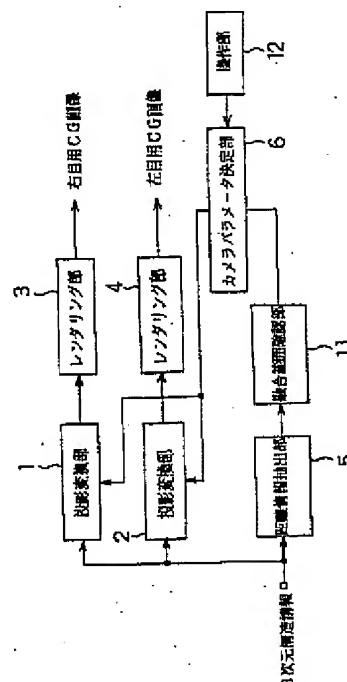 1
投影変換部
3
レンダリング部
右目用CG画像
2
投影変換部
4
レンダリング部
左目用CG画像
操作部
12
カメラパラメータ決定部
6
融合範囲確認部
11
距離情報抽出部
5
3次元構造情報